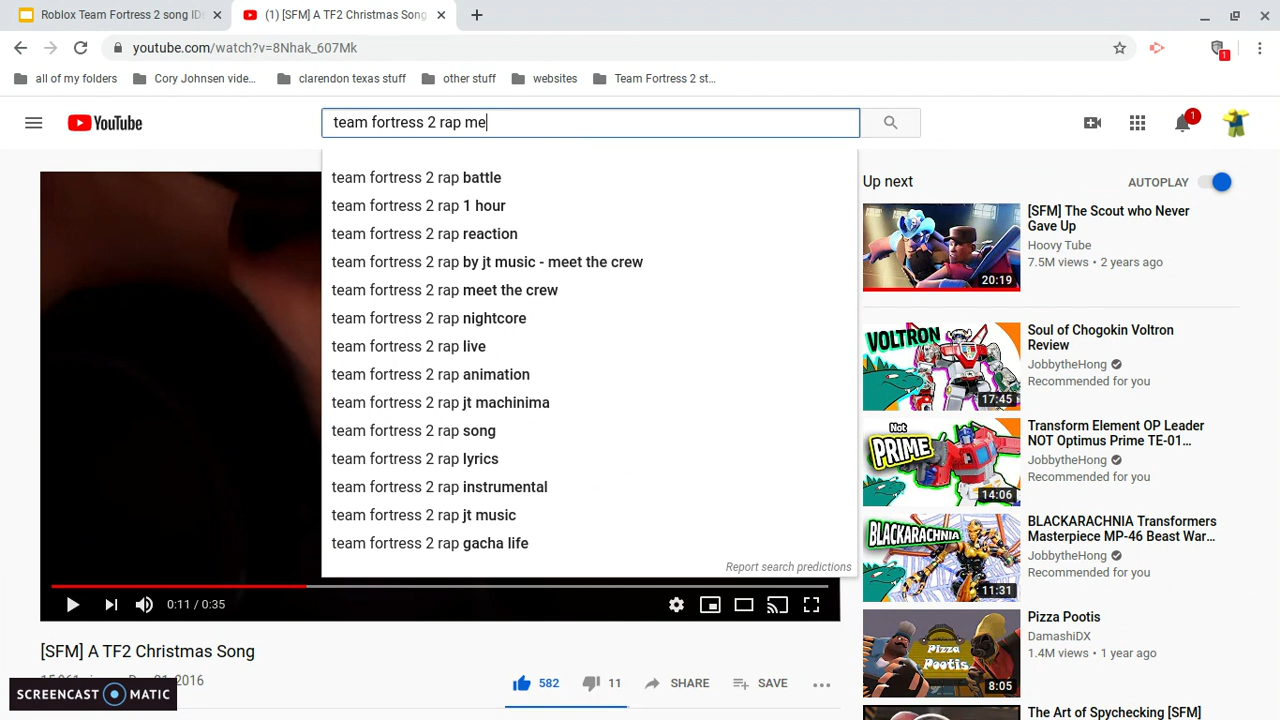 Roblox Team Fortress 2 song IDs
(1) [SFM] A TF2 Christmas Song
youtube.com/watch?v=8Nhak_607Mk
1
all of my folders
Cory Johnsen vide...
clarendon texas stuff
other stuff
websites
Team Fortress 2 st...
YouTube
team fortress 2 rap me
1
team fortress 2 rap battle
team fortress 2 rap 1 hour
team fortress 2 rap reaction
team fortress 2 rap by jt music - meet the crew
team fortress 2 rap meet the crew
team fortress 2 rap nightcore
team fortress 2 rap live
team fortress 2 rap animation
team fortress 2 rap jt machinima
team fortress 2 rap song
team fortress 2 rap lyrics
team fortress 2 rap instrumental
team fortress 2 rap jt music
team fortress 2 rap gacha life
Report search predictions
0:11 / 0:35
[SFM] A TF2 Christmas Song
2016
582
11
SHARE
SAVE
SCREENCAST MATIC
Up next
AUTOPLAY
20:19
[SFM] The Scout who Never
Gave Up
Hoovy Tube
7.5M views • 2 years ago
VOLTRON
17:45
Soul of Chogokin Voltron
Review
JobbytheHong
Recommended for you
Not
PRIME
14:06
Transform Element OP Leader
NOT Optimus Prime TE-01...
JobbytheHong
Recommended for you
BLACKARACHNIA
11:31
BLACKARACHNIA Transformers
Masterpiece MP-46 Beast War...
JobbytheHong
Recommended for you
Pizza
Pootis
8:05
Pizza Pootis
DamashiDX
1.4M views • 1 year ago
The Art of Spychecking [SFM]